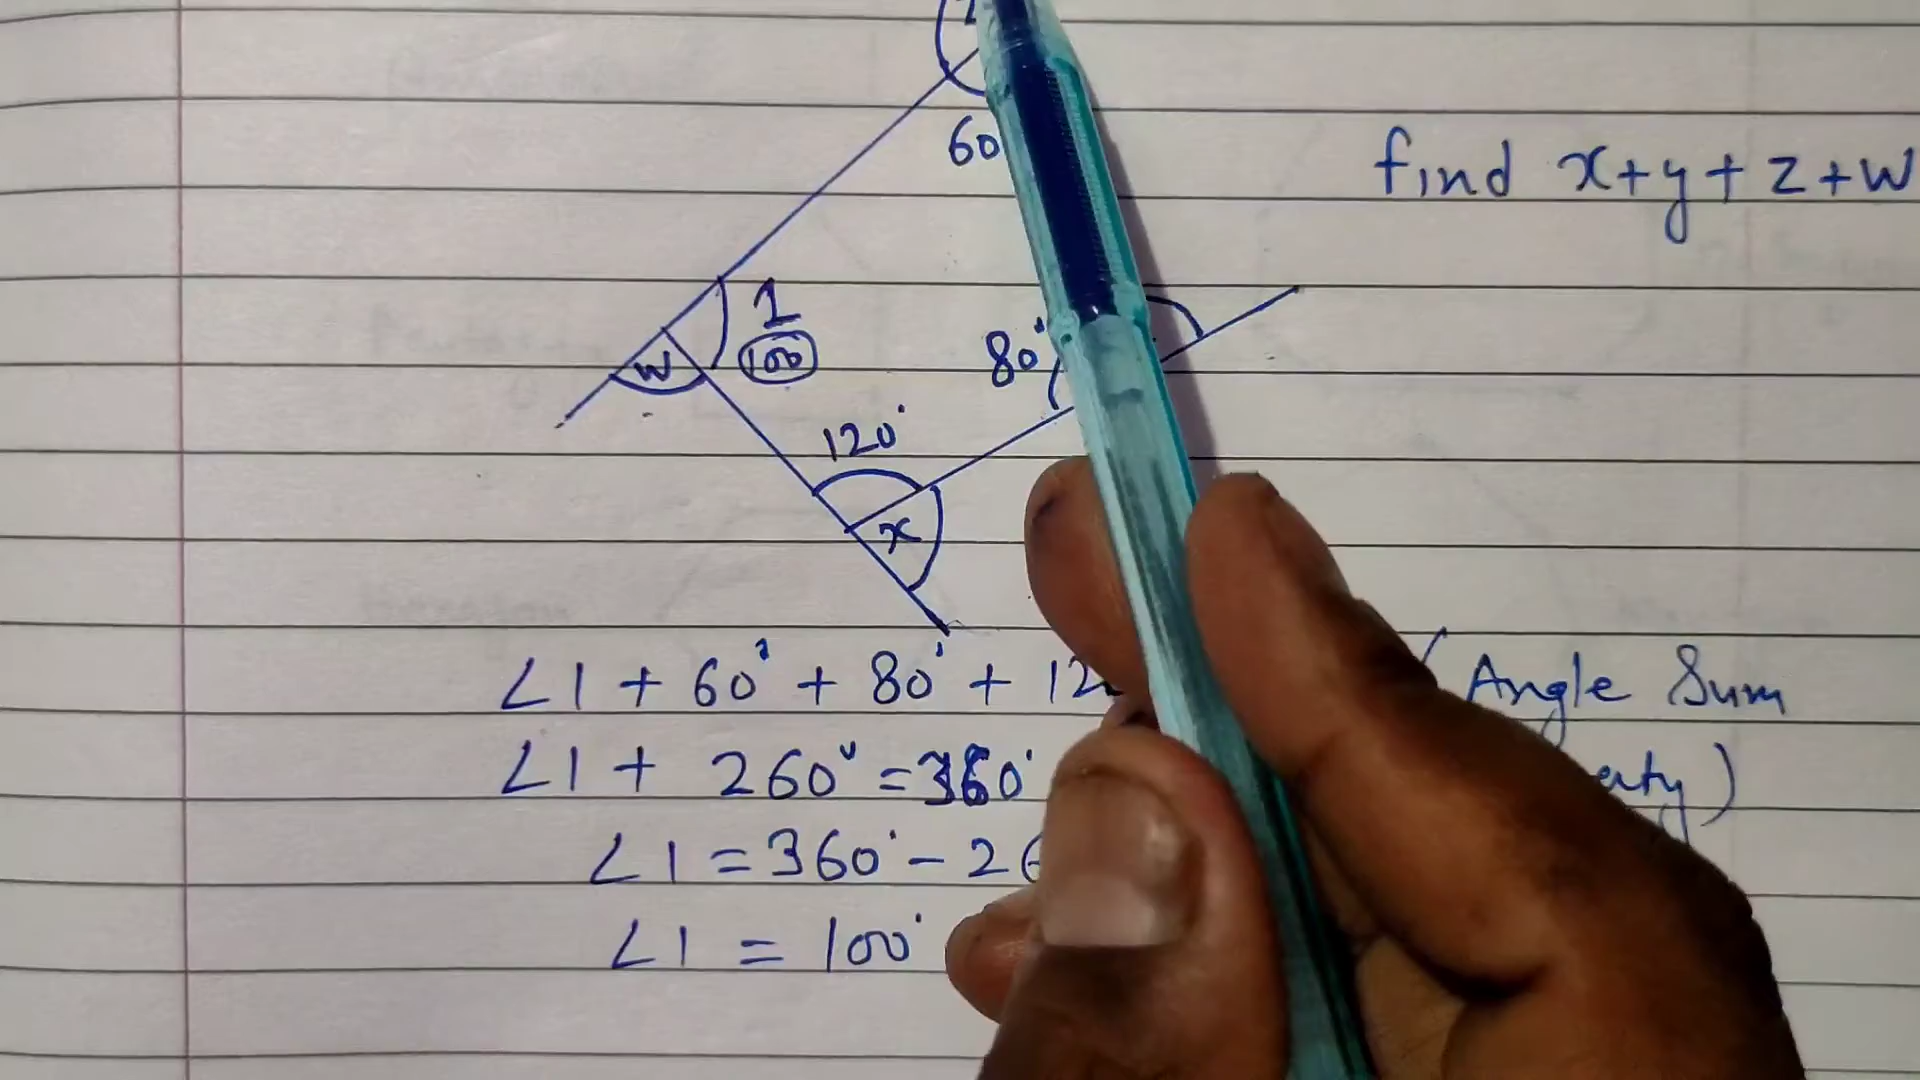 60
find x+y+z+w
1
100
w
80°
120°
x
∠1 + 60° + 80° + 12
(Angle Sum
∠1 + 260° = 360°
∠1 = 360° - 26
∠1 = 100°